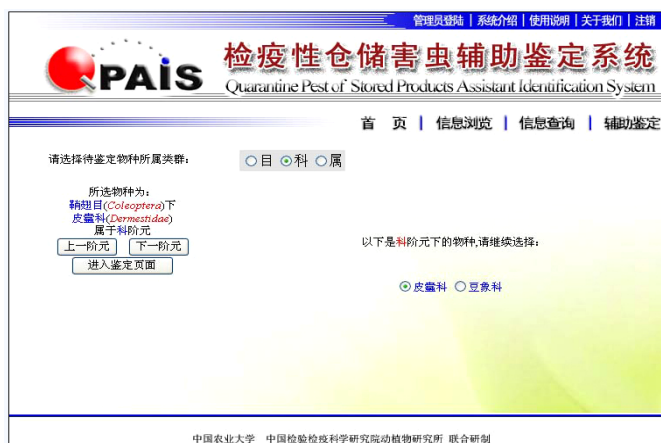 管理员登陆 | 系统介绍 | 使用说明 | 关于我们 | 注销
QPAiS
检疫性仓储害虫辅助鉴定系统
Quarantine Pest of Stored Products Assistant Identification System
首 页 | 信息浏览 | 信息查询 | 辅助鉴定
请选择待鉴定物种所属类群: 目 科 属
所选物种为:
鞘翅目(Coleoptera)下
皮蠹科(Dermestidae)
属于科阶元
上一阶元 下一阶元
进入鉴定页面
以下是科阶元下的物种,请继续选择:
皮蠹科 豆象科
中国农业大学 中国检验检疫科学研究院动植物研究所 联合研制